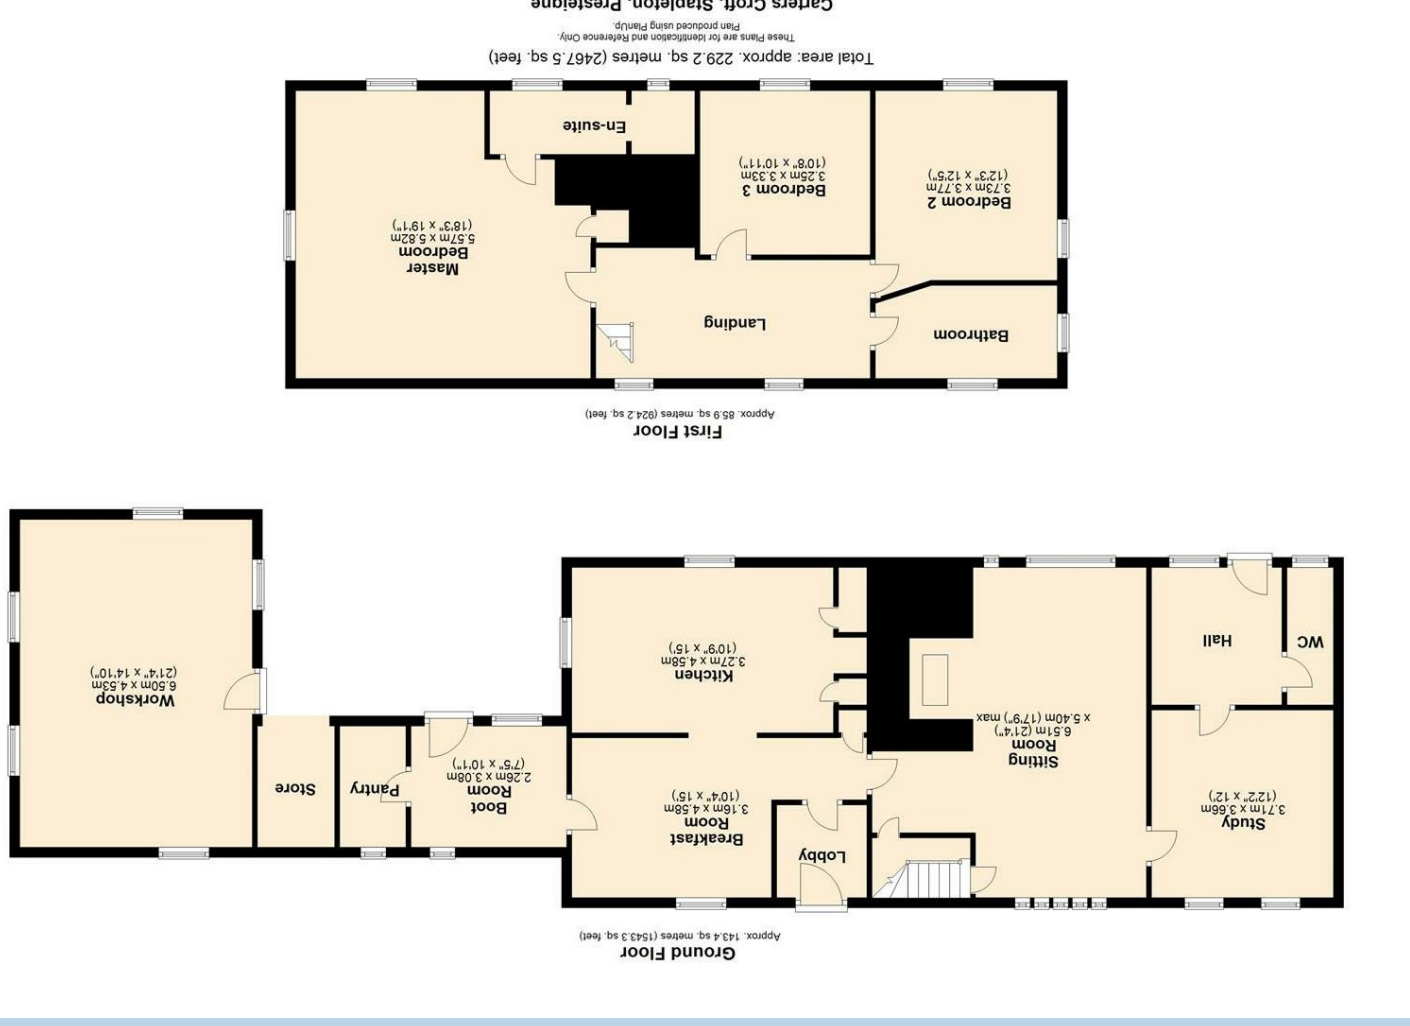 Ground Floor
Approx. 143.4 sq. metres (1543.3 sq. feet)
Study
3.71m x 3.66m
(12'2" x 12')
Sitting
Room
6.51m (21'4")
x 5.40m (17'9") max
Lobby
Breakfast
Room
3.16m x 4.58m
(10'4" x 15')
Boot
Room
2.26m x 3.08m
(7'5" x 10'1")
Pantry
Store
Workshop
6.50m x 4.53m
(21'4" x 14'10")
WC
Hall
Kitchen
3.27m x 4.58m
(10'9" x 15')
First Floor
Approx. 85.9 sq. metres (924.2 sq. feet)
Bathroom
Landing
Master
Bedroom
5.57m x 5.82m
(18'3" x 19'1")
Bedroom 2
3.73m x 3.77m
(12'3" x 12'5")
Bedroom 3
3.25m x 3.33m
(10'8" x 10'11")
En-suite
Total area: approx. 229.2 sq. metres (2467.5 sq. feet)
These Plans are for Identification and Reference Only.
Plan produced using PlanUp.
Carters Croft, Stapleton, Presteigne